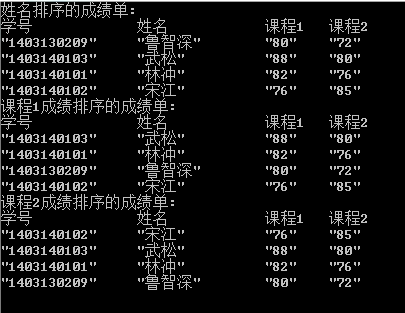 姓名排序的成绩单:
学号 姓名 课程1 课程2
"1403130209" "鲁智深" "80" "72"
"1403140103" "武松" "88" "80"
"1403140101" "林冲" "82" "76"
"1403140102" "宋江" "76" "85"
课程1成绩排序的成绩单:
学号 姓名 课程1 课程2
"1403140103" "武松" "88" "80"
"1403140101" "林冲" "82" "76"
"1403130209" "鲁智深" "80" "72"
"1403140102" "宋江" "76" "85"
课程2成绩排序的成绩单:
学号 姓名 课程1 课程2
"1403140102" "宋江" "76" "85"
"1403140103" "武松" "88" "80"
"1403140101" "林冲" "82" "76"
"1403130209" "鲁智深" "80" "72"